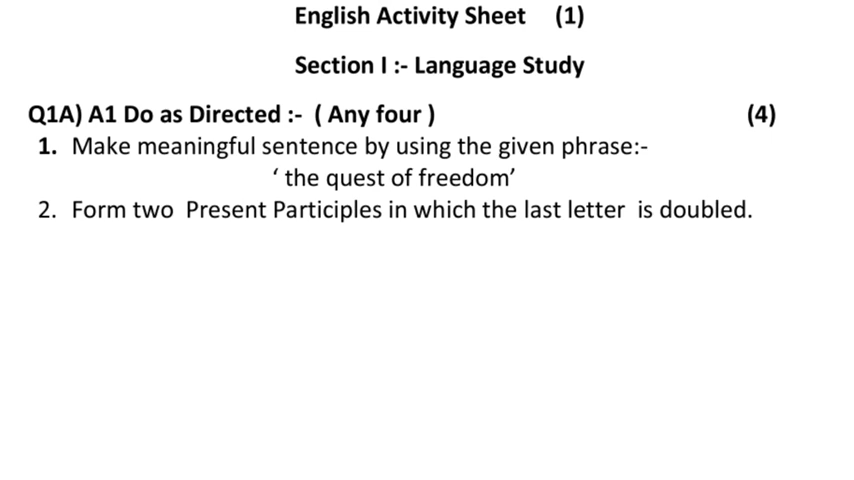 English Activity Sheet (1)
Section I :- Language Study
Q1A) A1 Do as Directed :- ( Any four ) (4)
1. Make meaningful sentence by using the given phrase:-
‘ the quest of freedom’
2. Form two Present Participles in which the last letter is doubled.